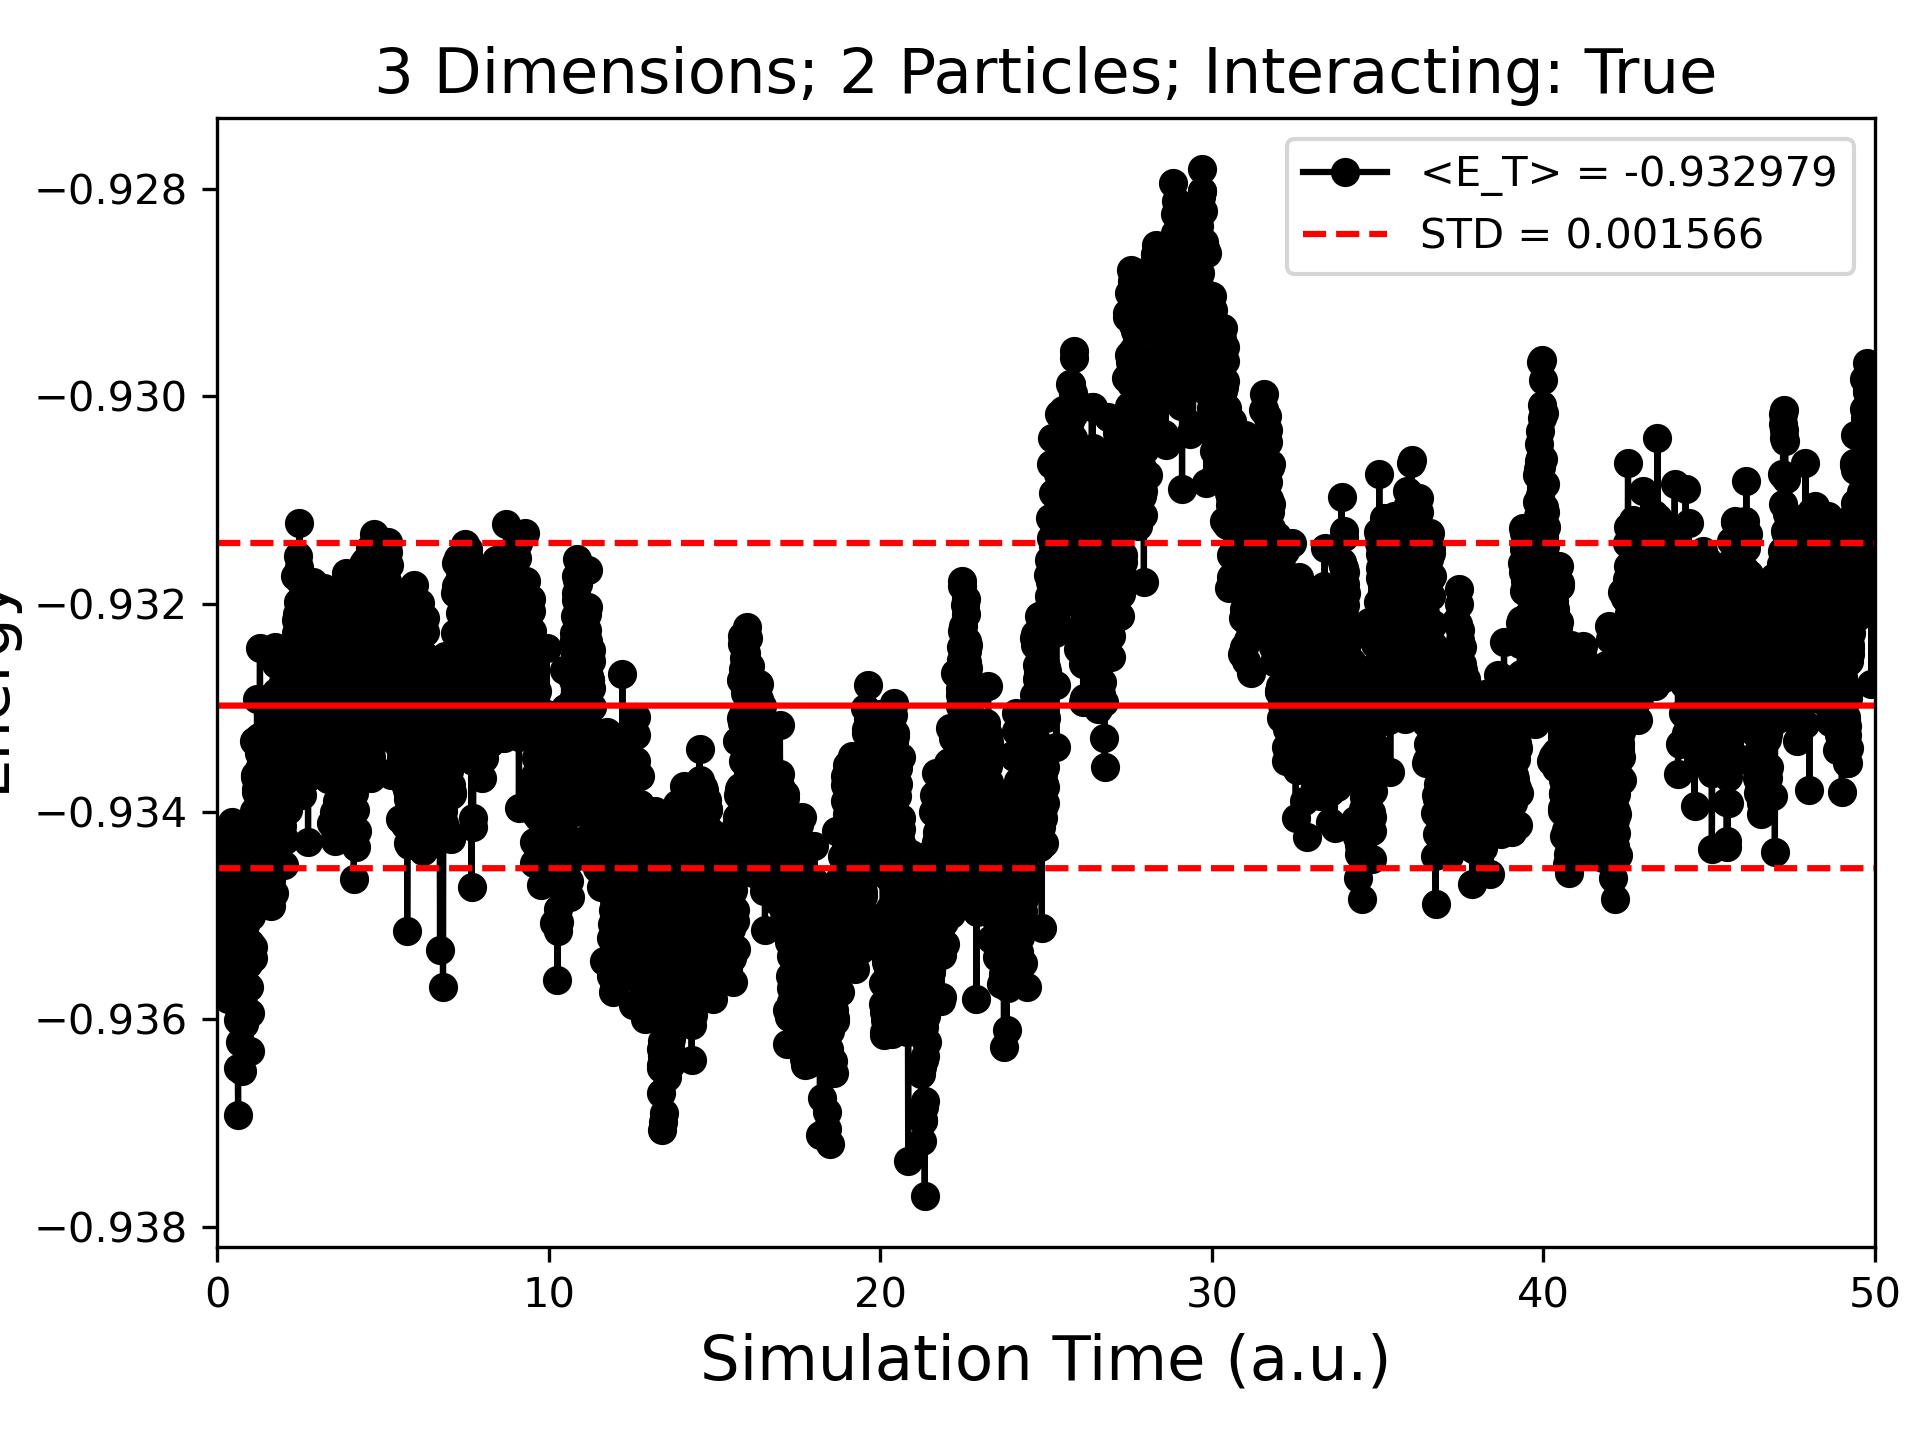 3 Dimensions; 2 Particles; Interacting: True
<E_T> = -0.932979
STD = 0.001566
−0.928
−0.930
−0.932
−0.934
−0.936
−0.938
Energy
0 10 20 30 40 50
Simulation Time (a.u.)